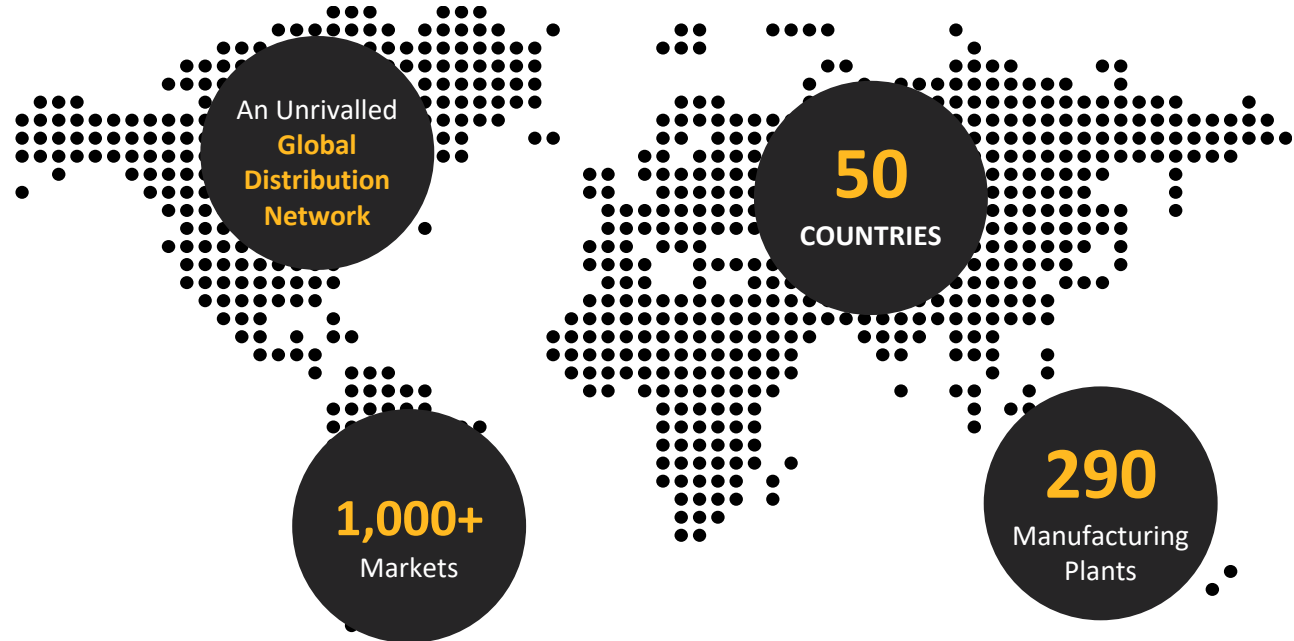 An Unrivalled
Global
Distribution
Network
50
COUNTRIES
1,000+
Markets
290
Manufacturing
Plants